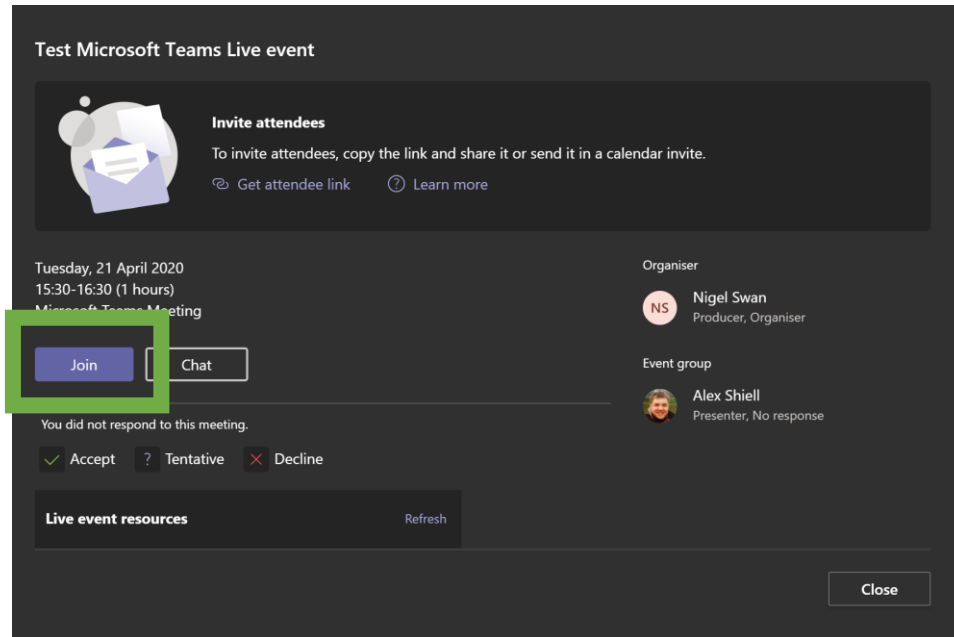 Test Microsoft Teams Live event
Invite attendees
To invite attendees, copy the link and share it or send it in a calendar invite.
Get attendee link
? Learn more
Tuesday, 21 April 2020
15:30-16:30 (1 hours)
Microsoft Teams Meeting
Join
Chat
You did not respond to this meeting.
Accept
? Tentative
Decline
Live event resources
Refresh
Organiser
NS
Nigel Swan
Producer, Organiser
Event group
Alex Shiell
Presenter, No response
Close